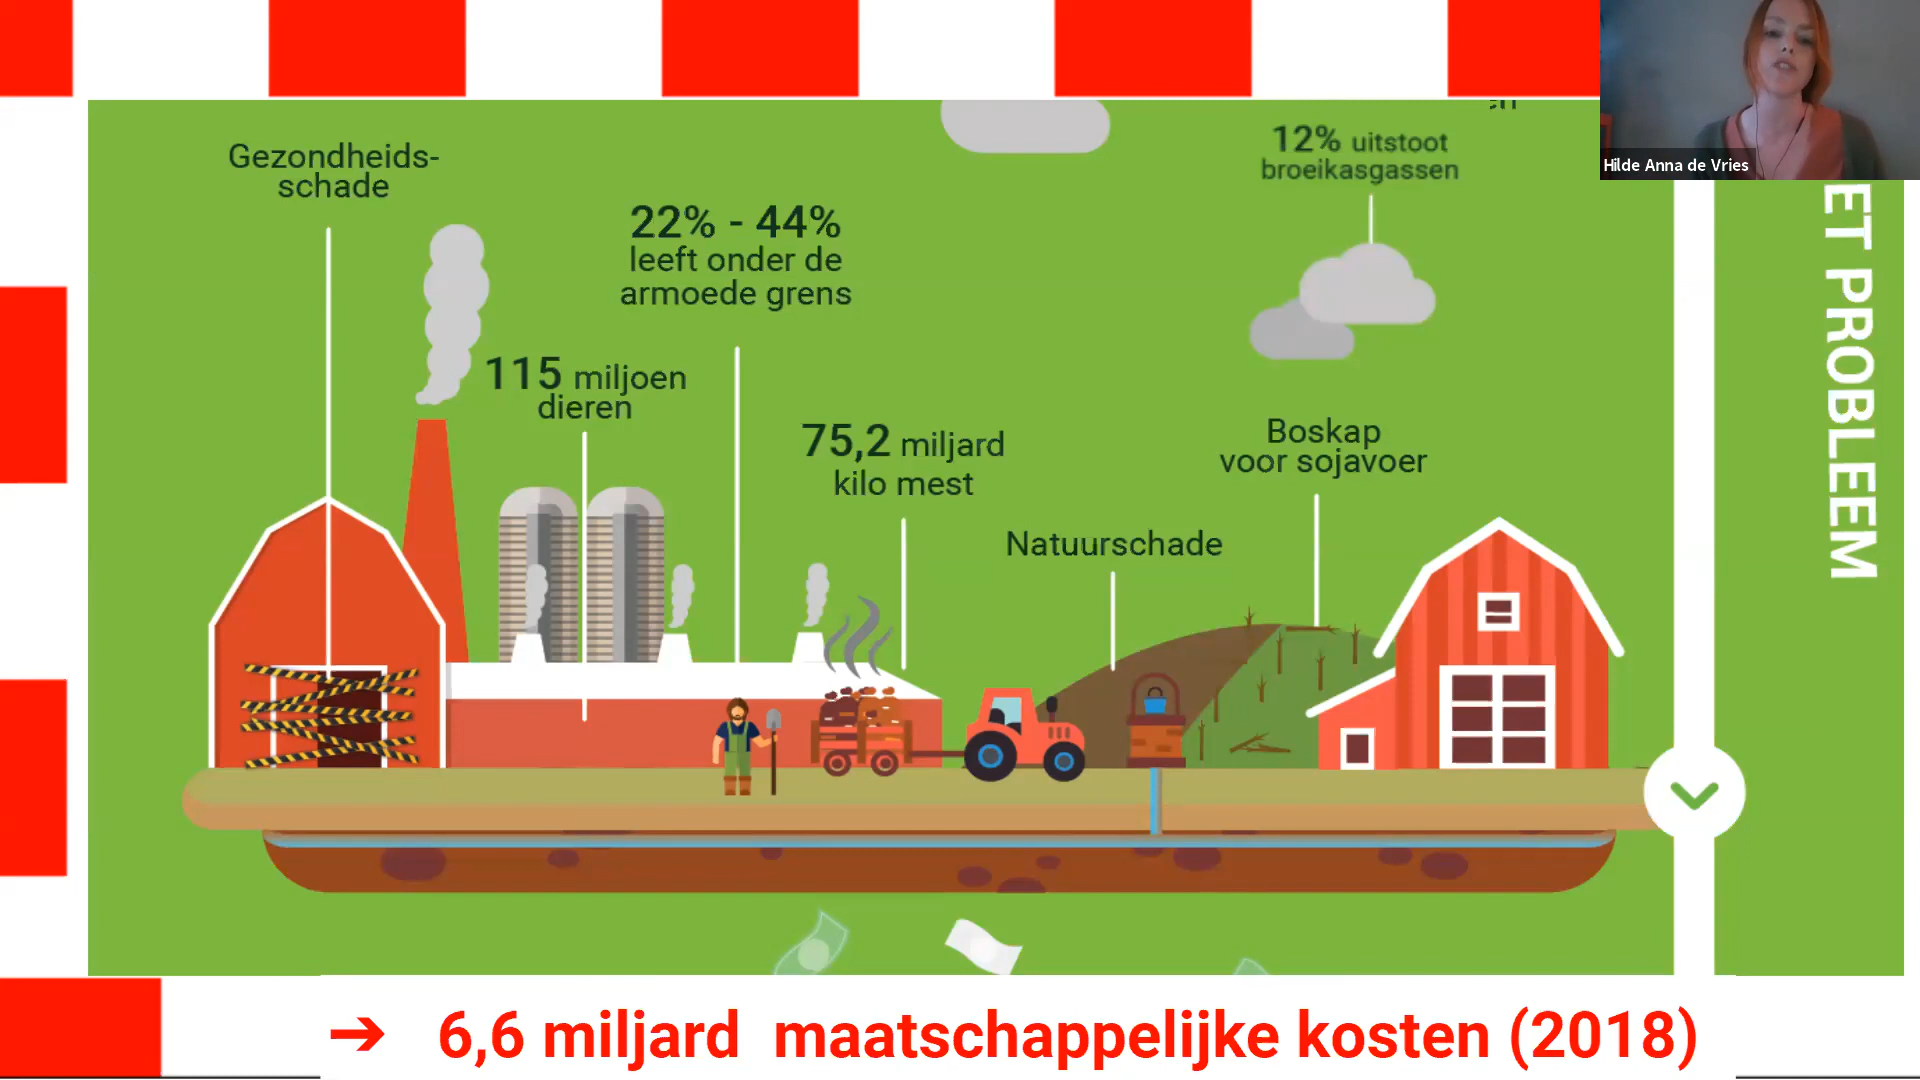 Gezondheids-
schade
22% - 44%
leeft onder de
armoede grens
115 miljoen
dieren
75,2 miljard
kilo mest
Natuurschade
12% uitstoot
broeikasgassen
Boskap
voor sojavoer
Hilde Anna de Vries
ET PROBLEEM
➔ 6,6 miljard maatschappelijke kosten (2018)